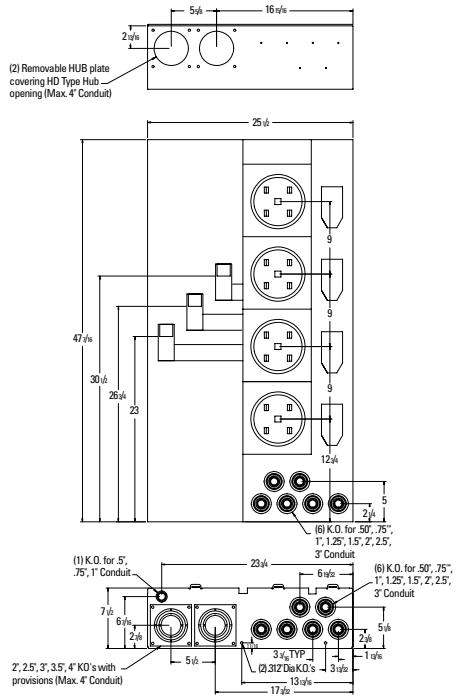 5 5/8
16 15/16
2 13/16
(2) Removable HUB plate
covering HD Type Hub
opening (Max. 4" Conduit)
25 1/2
9
9
9
47 7/16
30 1/2
26 3/4
23
12 3/4
5
2 1/4
(6) K.O. for .50", .75",
1", 1.25", 1.5", 2", 2.5",
3" Conduit
(1) K.O. for .5",
.75", 1" Conduit
23 3/4
6 19/32
(6) K.O. for .50", .75",
1", 1.25", 1.5", 2", 2.5",
3" Conduit
7 1/2
6 7/16
2 7/8
5 1/8
2 3/8
2", 2.5", 3", 3.5", 4" KO's with
provisions (Max. 4" Conduit)
5 1/2
3 1/16 TYP
1 13/16
(2).312"Dia K.O.'s
3 13/32
13 13/16
17 3/32